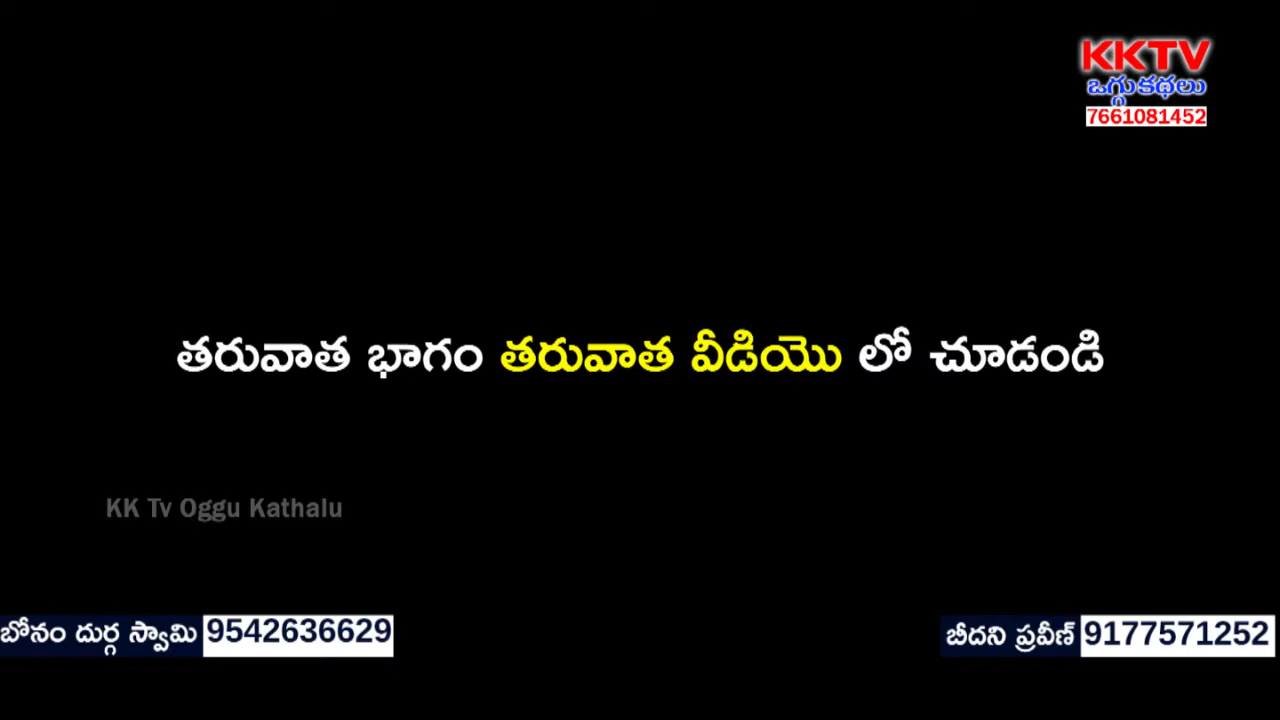 KKTV
ఒగ్గుకథలు
7661081452
తరువాత భాగం తరువాత వీడియొ లో చూడండి
KK Tv Oggu Kathalu
బోనం దుర్గ స్వామి 9542636629
బీదని ప్రవీణ్ 9177571252